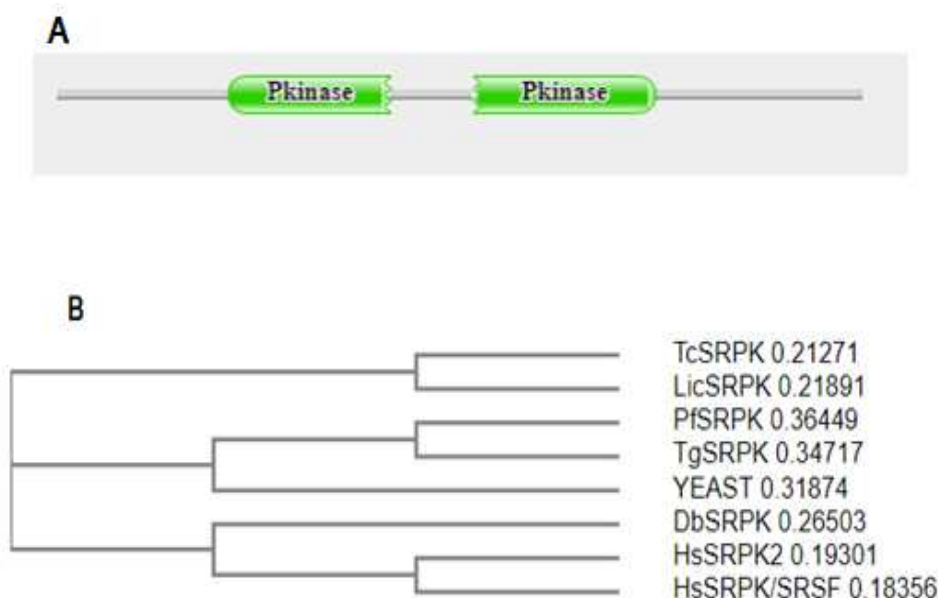 A
Pkinase Pkinase
B
TcSRPK 0.21271
LicSRPK 0.21891
PfSRPK 0.36449
TgSRPK 0.34717
YEAST 0.31874
DbSRPK 0.26503
HsSRPK2 0.19301
HsSRPK/SRSF 0.18356